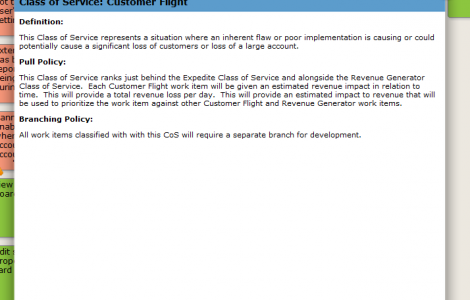 Class of Service: Customer Flight
Definition:
This Class of Service represents a situation where an inherent flaw or poor implementation is causing or could
potentially cause a significant loss of customers or loss of a large account.
Pull Policy:
This Class of Service ranks just behind the Expedite Class of Service and alongside the Revenue Generator
Class of Service.  Each Customer Flight work item will be given an estimated revenue impact in relation to
time.  This will provide a total revenue loss per day.  This will provide an estimated impact to revenue that will
be used to prioritize the work item against other Customer Flight and Revenue Generator work items.
Branching Policy:
All work items classified with with this CoS will require a separate branch for development.